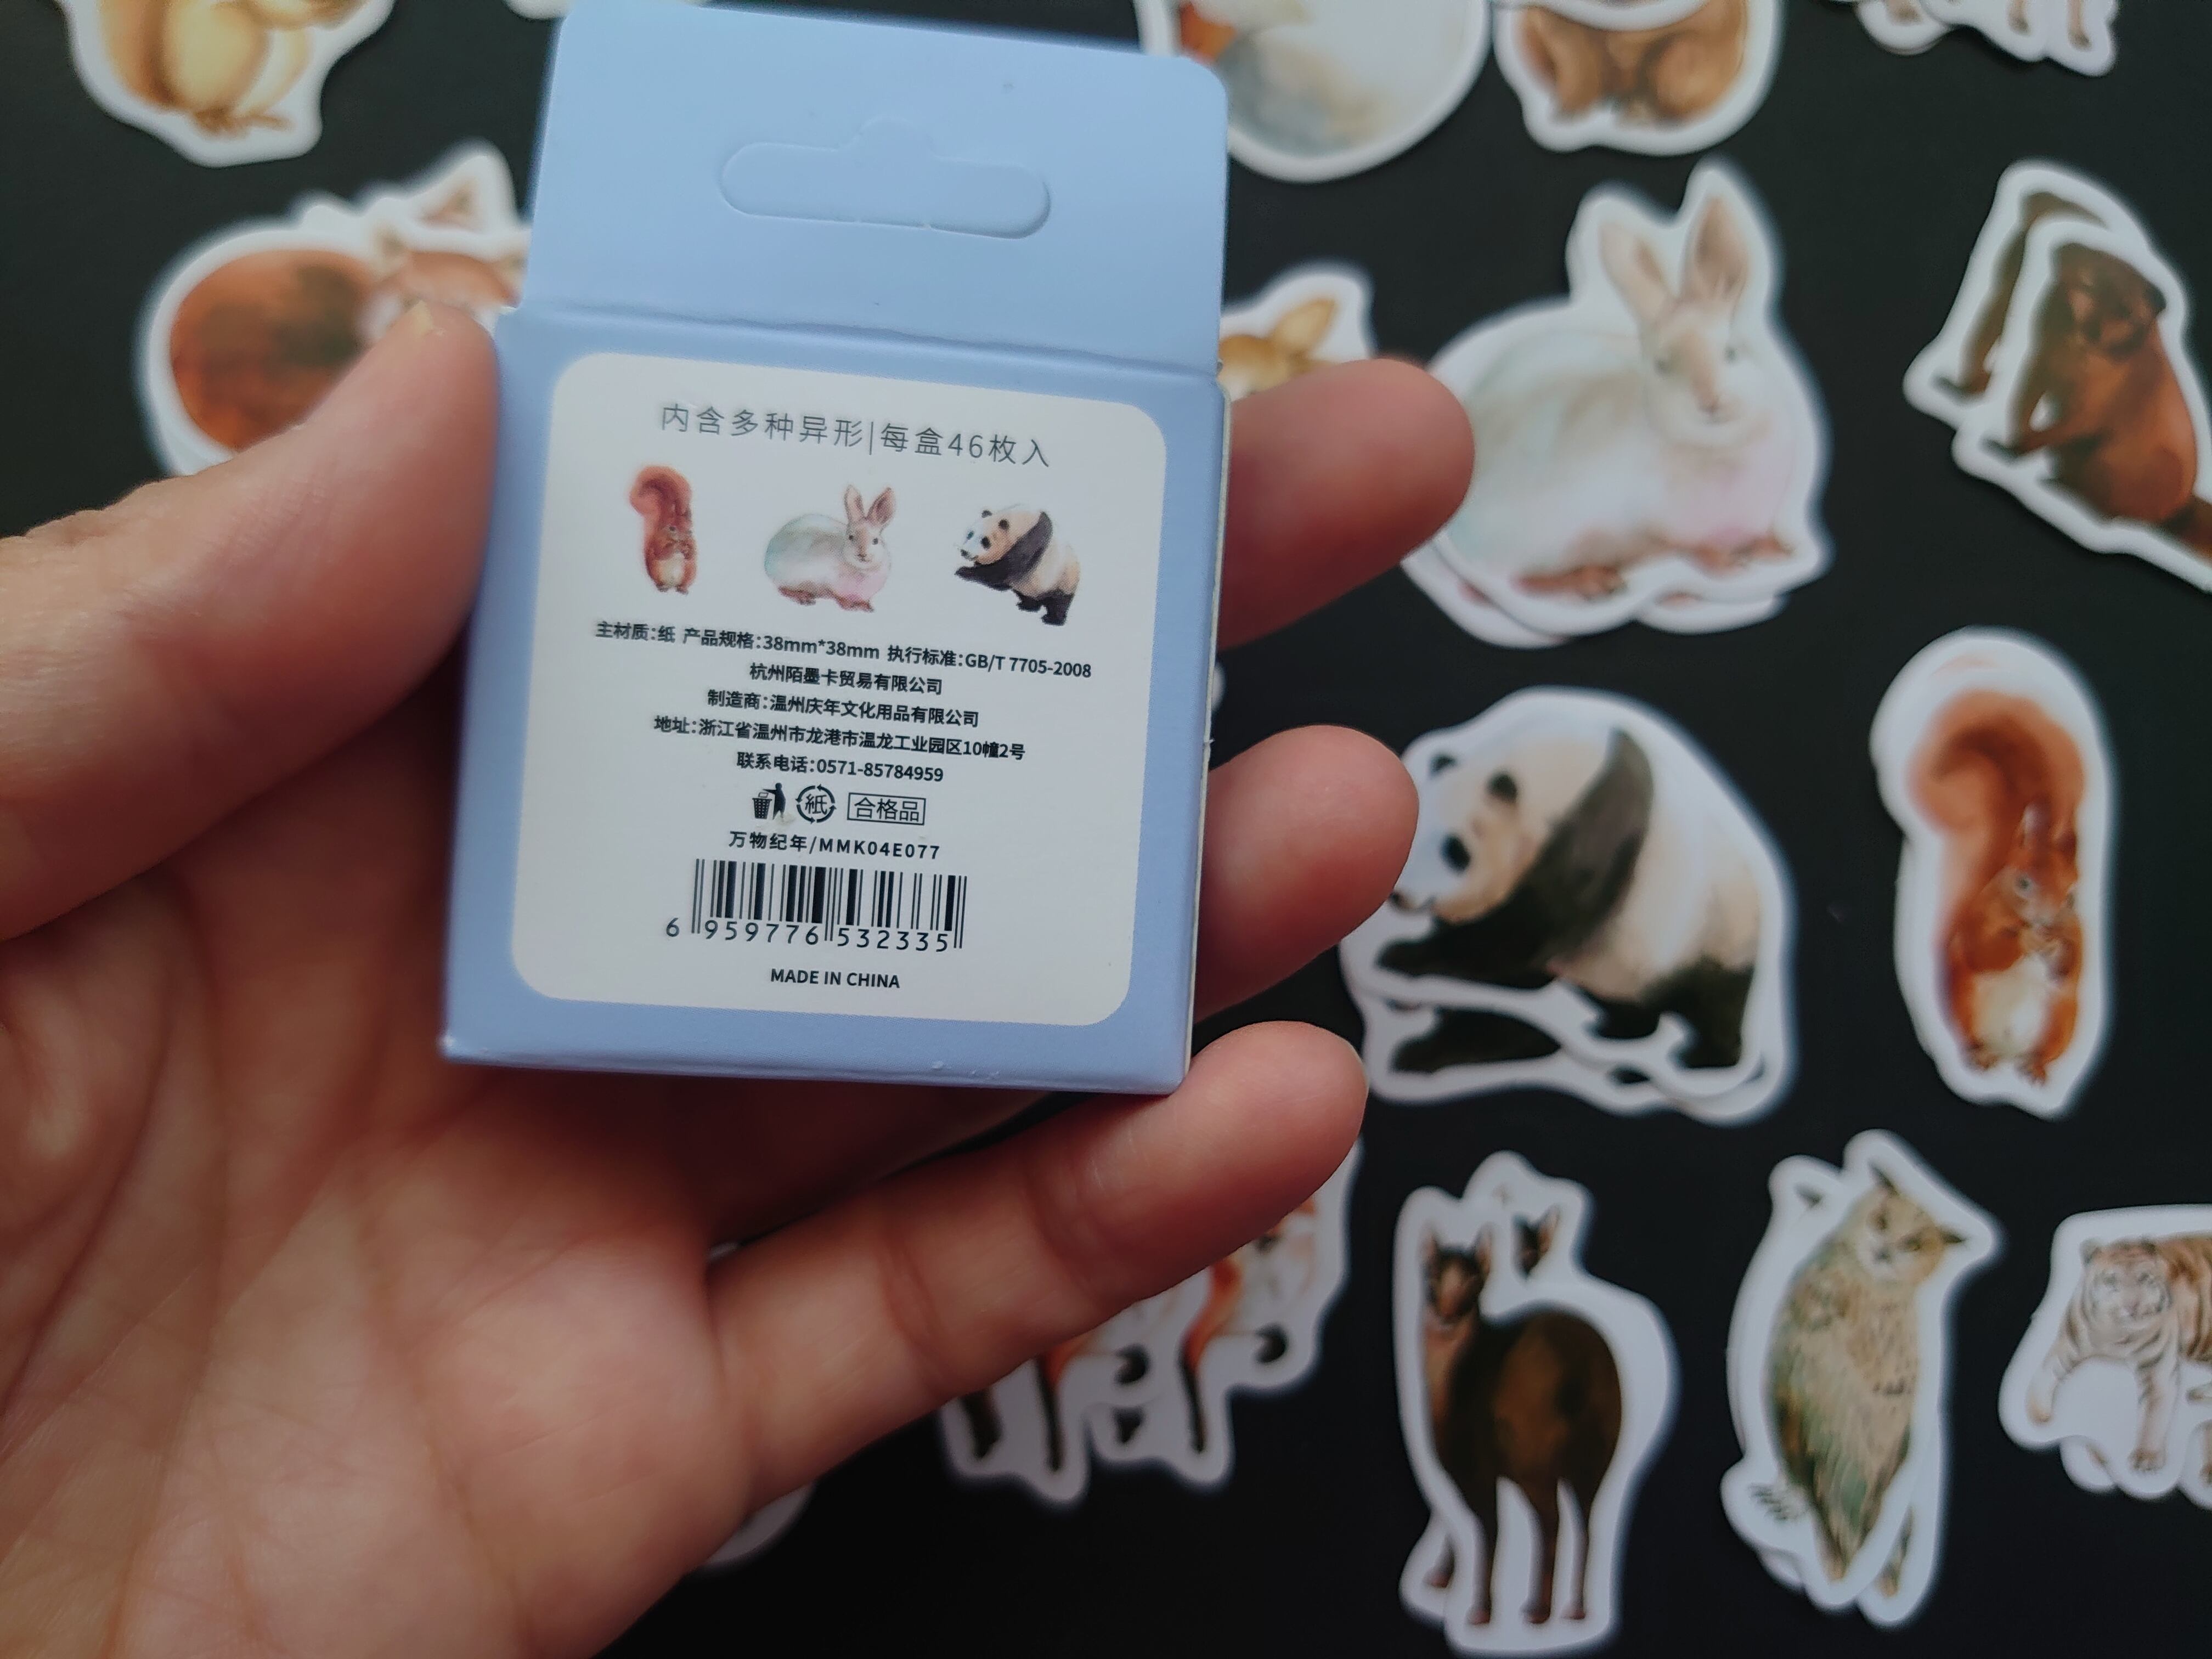 内含多种异形|每盒46枚入
主材质:纸 产品规格:38mm*38mm 执行标准:GB/T 7705-2008
杭州陌墨卡贸易有限公司
制造商:温州庆年文化用品有限公司
地址:浙江省温州市龙港市温龙工业园区10幢2号
联系电话:0571-85784959
紙 合格品
万物纪年/MMK04E077
6 959776 532335
MADE IN CHINA